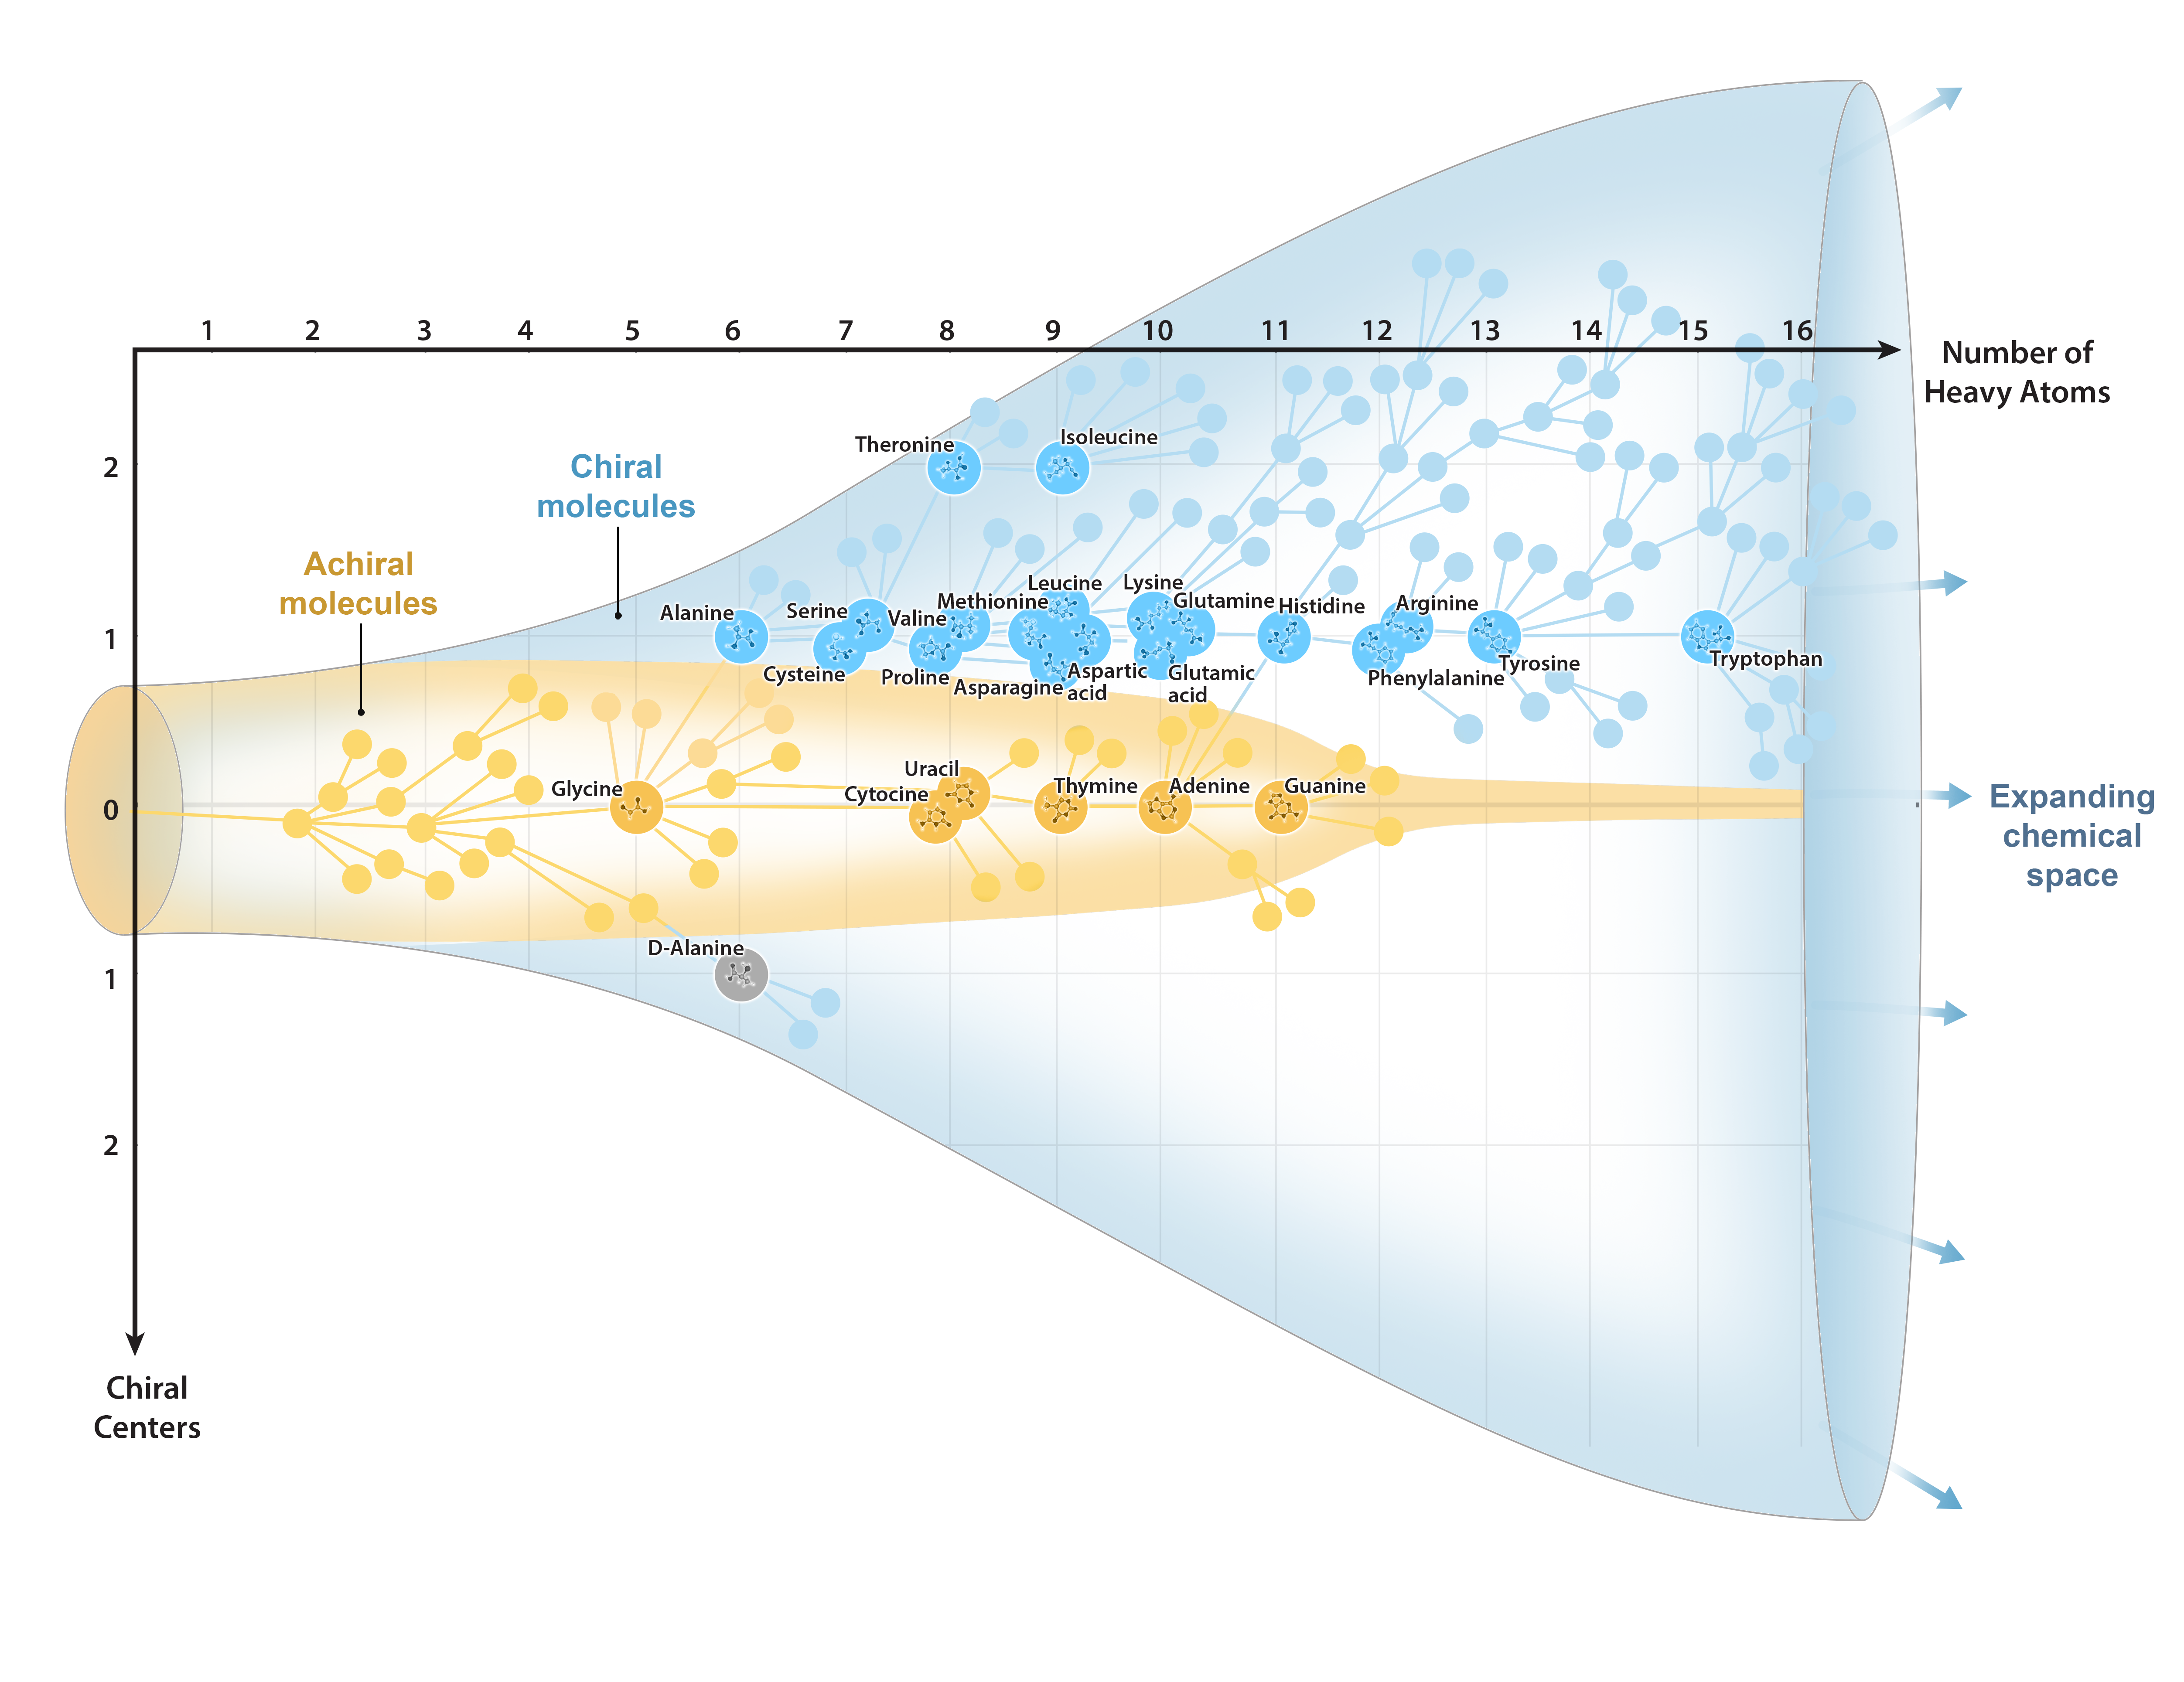 1 2 3 4 5 6 7 8 9 10 11 12 13 14 15 16
Number of
Heavy Atoms
Theronine
Isoleucine
2
Chiral
molecules
Achiral
molecules
Leucine
Lysine
Methionine
Glutamine
Histidine
Arginine
Alanine
Serine
Valine
1
Tyrosine
Tryptophan
Cysteine
Proline
Asparagine
Aspartic
acid
Glutamic
acid
Phenylalanine
Uracil
Glycine
Cytocine
Thymine
Adenine
Guanine
0
Expanding
chemical
space
D-Alanine
1
2
Chiral
Centers